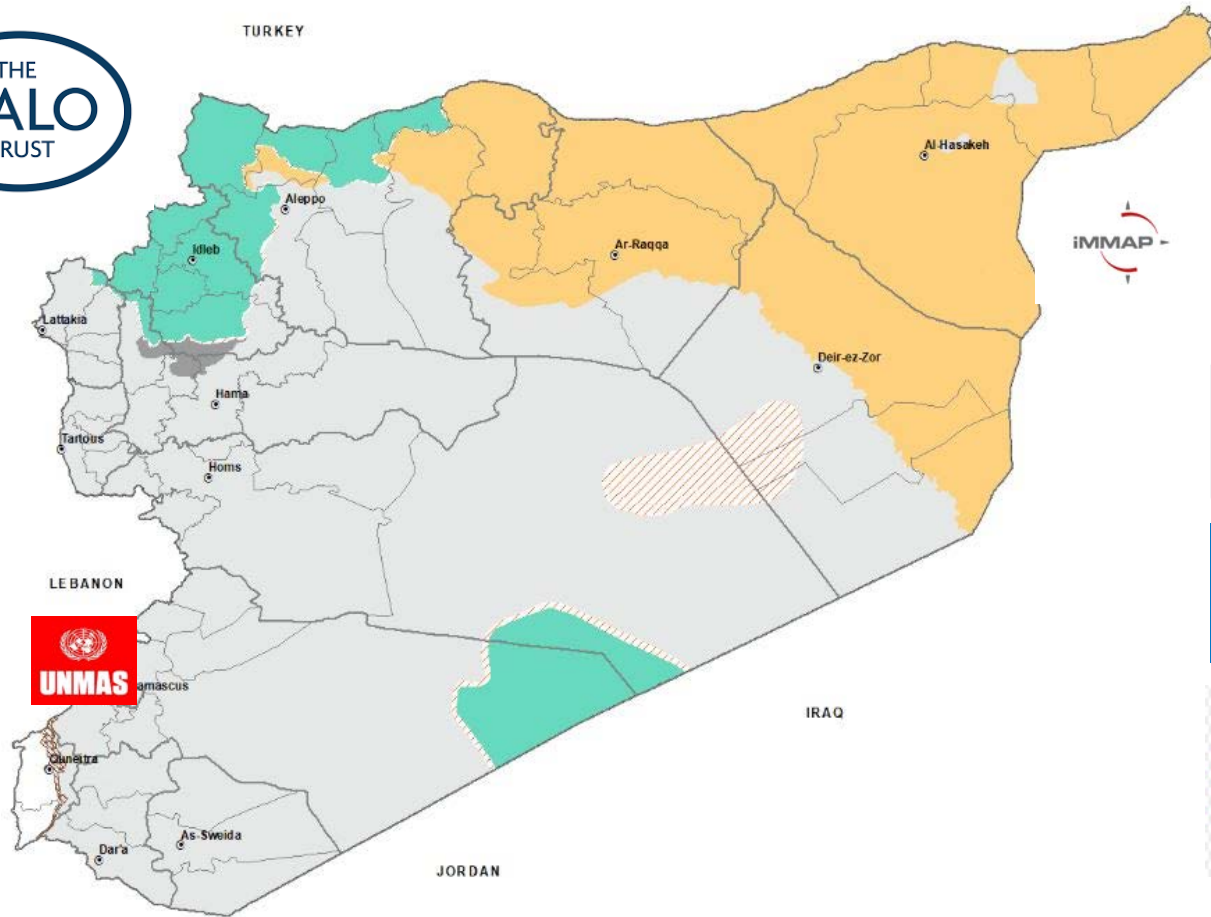 TURKEY
THE
ALO
RUST
Al-Hasakeh
Aleppo
iMMAP
Idleb
Ar-Raqqa
Lattakia
Deir-ez-Zor
Hama
Tartous
Homs
LEBANON
UNMAS
amascus
IRAQ
Quneitra
As-Sweida
Dar'a
JORDAN